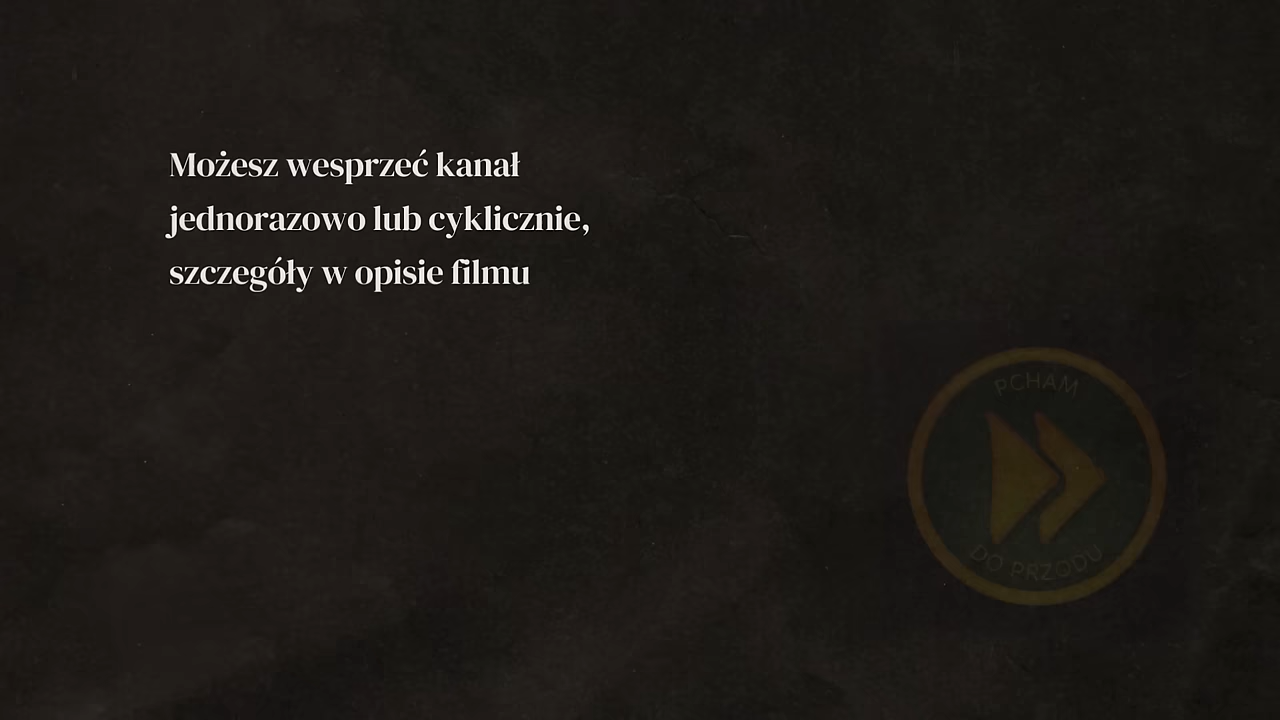 Możesz wesprzeć kanał
jednorazowo lub cyklicznie,
szczegóły w opisie filmu
PCHAM
DO PRZODU